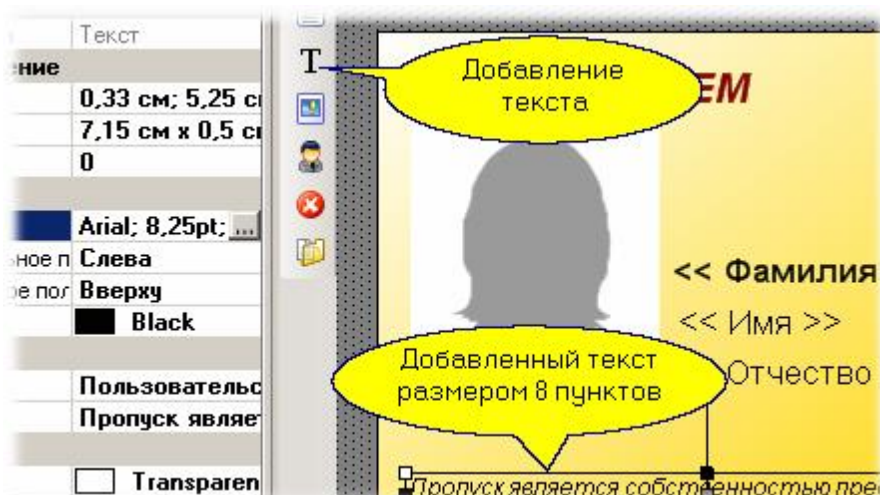 Текст
ние
0,33 см; 5,25 с
7,15 см x 0,5 с
0
Arial; 8,25pt; ...
ное п Слева
ое пол Вверху
Black
Пользовательс
Пропуск являе
Transparen
T
Добавление
текста
ЕМ
<< Фамилия
<< Имя >>
Отчество
Добавленный текст
размером 8 пунктов
Пропуск является собственностью пре